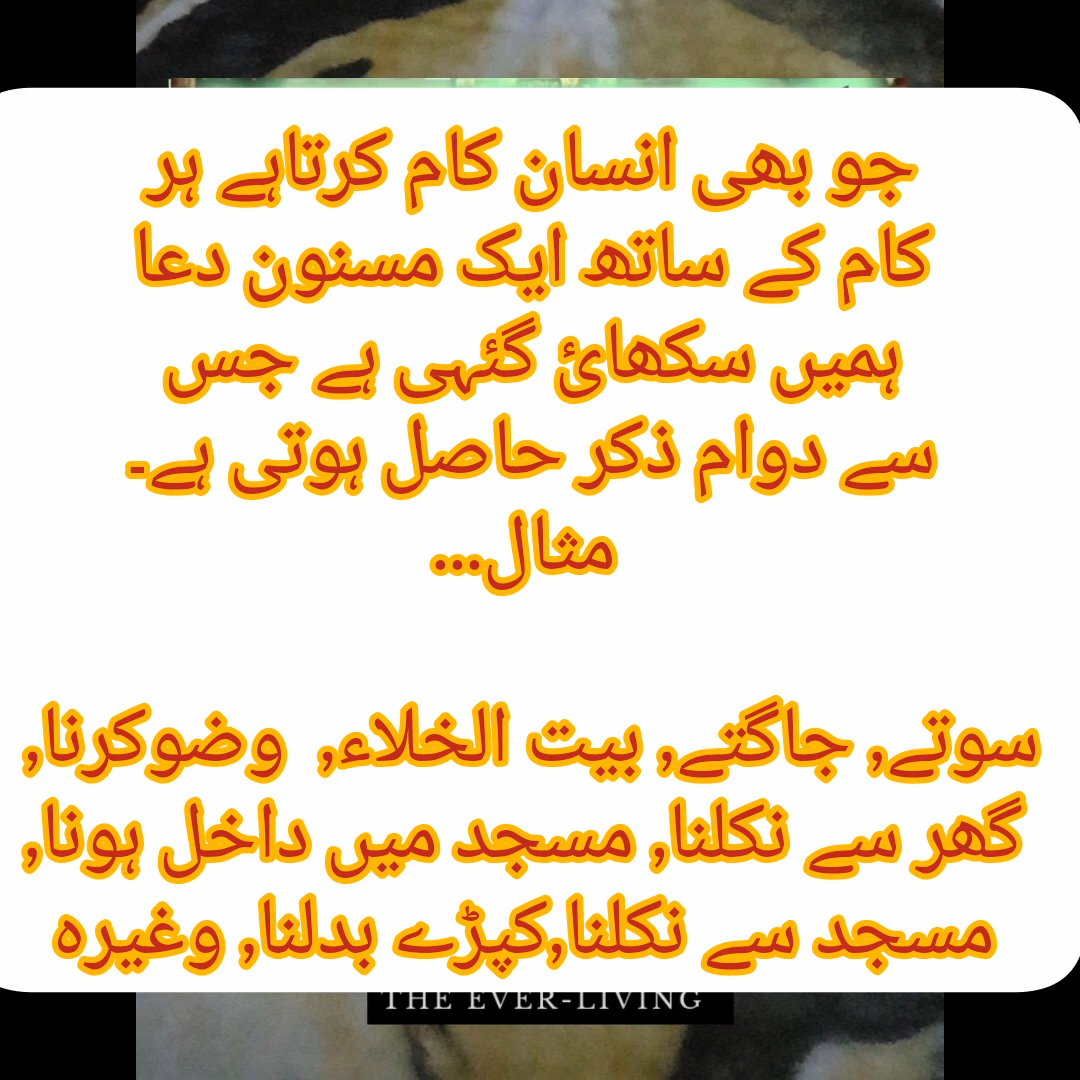 جو بھی انسان کام کرتاہے ہر
کام کے ساتھ ایک مسنون دعا
ہمیں سکھائ گئہی ہے جس
سے دوام ذکر حاصل ہوتی ہے۔
مثال...
سوتے, جاگتے, بیت الخلاء, وضوکرنا,
گھر سے نکلنا, مسجد میں داخل ہونا,
مسجد سے نکلنا,کپڑے بدلنا, وغیرہ
THE EVER-LIVING